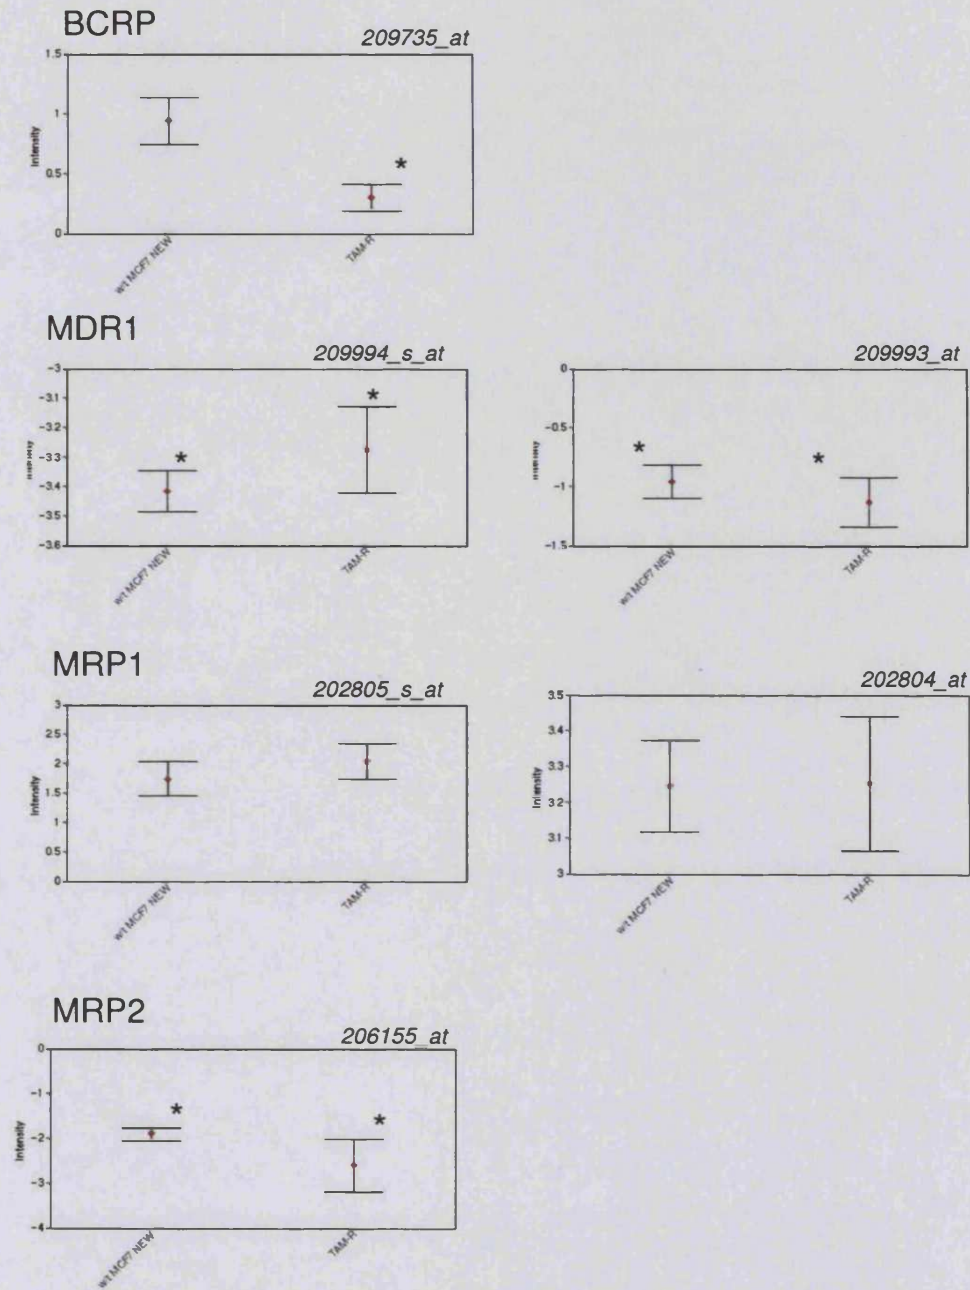 BCRP
209735_at
1.5
1
0.5
0
Intensity
wt MCF7 NEW
TAM-R
*
MDR1
209994_s_at
-3
-3.1
-3.2
-3.3
-3.4
-3.5
-3.6
wt MCF7 NEW
TAM-R
*
*
209993_at
0
-0.5
-1
-1.5
wt MCF7 NEW
TAM-R
*
*
MRP1
202805_s_at
3
2.5
2
1.5
1
0.5
0
Intensity
wt MCF7 NEW
TAM-R
202804_at
3.5
3.4
3.3
3.2
3.1
3
Intensity
wt MCF7 NEW
TAM-R
MRP2
206155_at
0
-1
-2
-3
-4
Intensity
wt MCF7 NEW
TAM-R
*
*